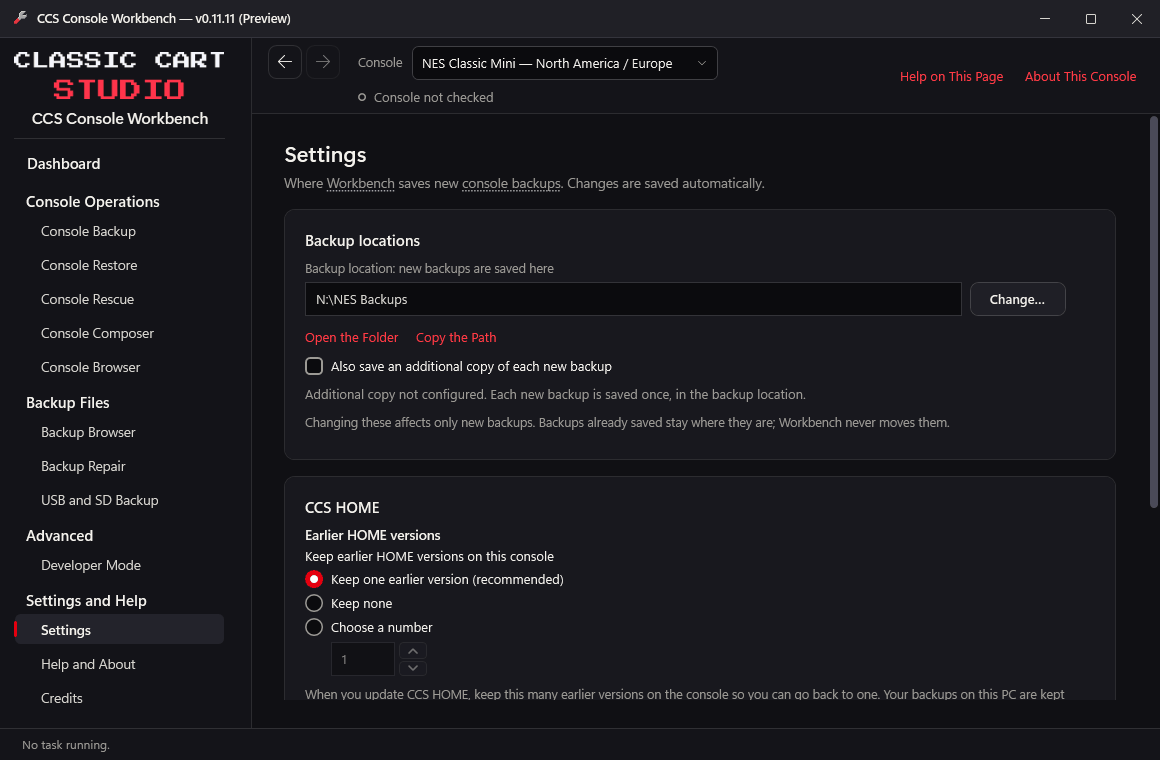 CCS Console Workbench — v0.11.11 (Preview)
CLASSIC CART
STUDIO
CCS Console Workbench
Dashboard
Console Operations
Console Backup
Console Restore
Console Rescue
Console Composer
Console Browser
Backup Files
Backup Browser
Backup Repair
USB and SD Backup
Advanced
Developer Mode
Settings and Help
Settings
Help and About
Credits
Console
NES Classic Mini — North America / Europe
Console not checked
Help on This Page
About This Console
Settings
Where Workbench saves new console backups. Changes are saved automatically.
Backup locations
Backup location: new backups are saved here
N:\NES Backups
Change...
Open the Folder
Copy the Path
Also save an additional copy of each new backup
Additional copy not configured. Each new backup is saved once, in the backup location.
Changing these affects only new backups. Backups already saved stay where they are; Workbench never moves them.
CCS HOME
Earlier HOME versions
Keep earlier HOME versions on this console
Keep one earlier version (recommended)
Keep none
Choose a number
1
When you update CCS HOME, keep this many earlier versions on the console so you can go back to one. Your backups on this PC are kept
No task running.